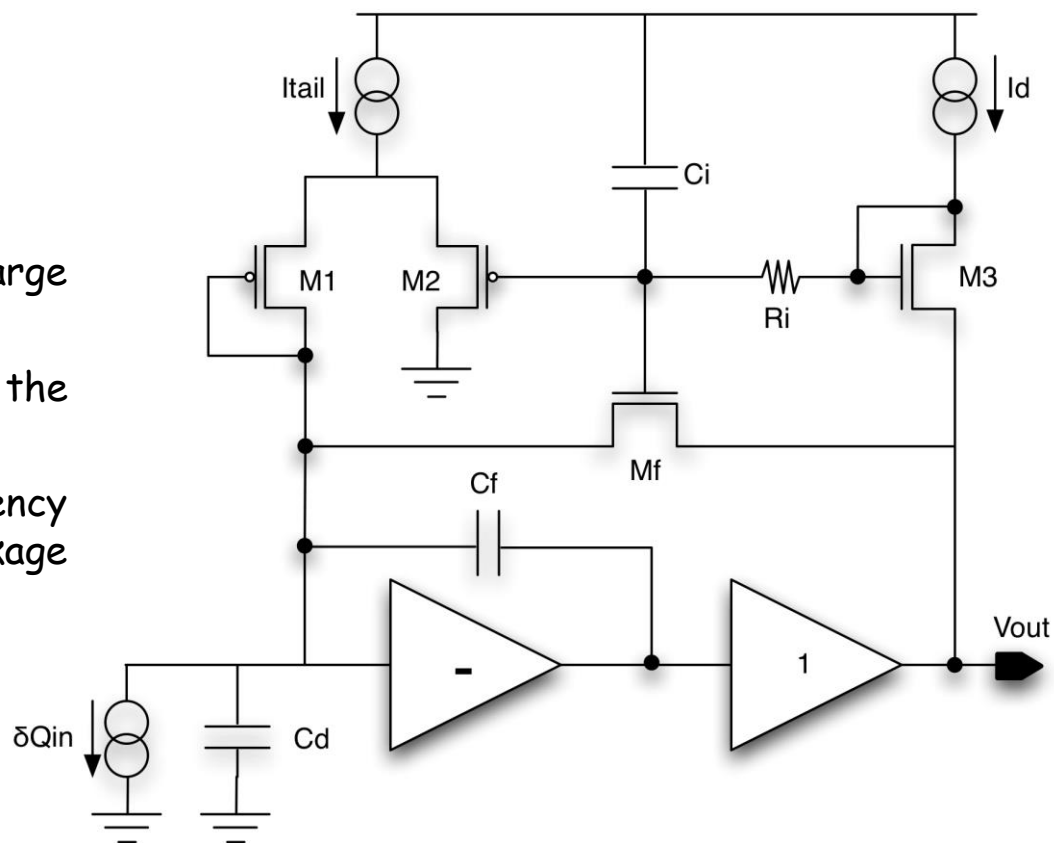 Itail
Id
Ci
arge
M1
M2
M3
Ri
the
Mf
Cf
ency
kage
Vout
-
1
δQin
Cd